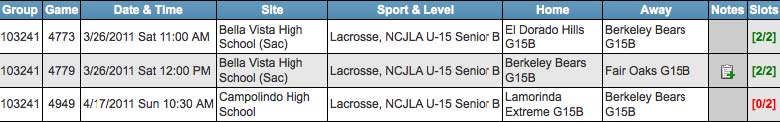 Group Game Date & Time Site Sport & Level Home Away Notes Slots
103241 4773 3/26/2011 Sat 11:00 AM Bella Vista High School (Sac) Lacrosse, NCJLA U-15 Senior B El Dorado Hills G15B Berkeley Bears G15B [2/2]
103241 4779 3/26/2011 Sat 12:00 PM Bella Vista High School (Sac) Lacrosse, NCJLA U-15 Senior B Berkeley Bears G15B Fair Oaks G15B [2/2]
103241 4949 4/17/2011 Sun 10:30 AM Campolindo High School Lacrosse, NCJLA U-15 Senior B Lamorinda Extreme G15B Berkeley Bears G15B [0/2]